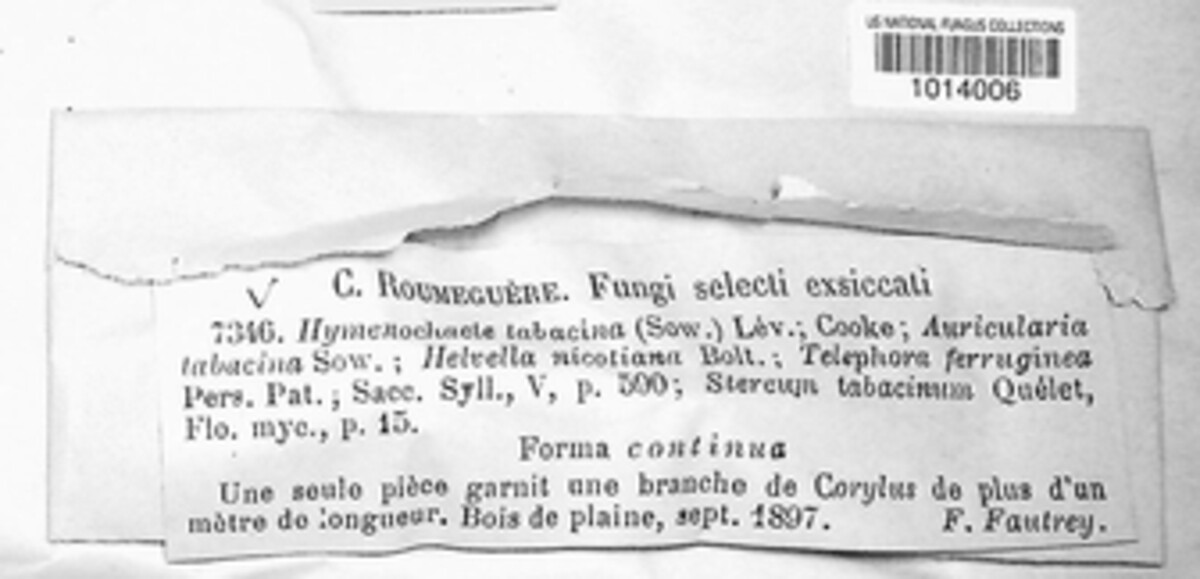 US NATIONAL FUNGUS COLLECTIONS
1014006
C. ROUMEGUÈRE. Fungi selecti exsiccati
7346. Hymenochaete tabacina (Sow.) Lév.; Cooke; Auricularia
tabacina Sow.; Helvella nicotiana Bolt.; Telephora ferruginea
Pers. Pat.; Sacc. Syll., V, p. 590; Stereum tabacinum Quélet,
Flo. myc., p. 15.
Forma continua
Une seule pièce garnit une branche de Corylus de plus d'un
mètre de longueur. Bois de plaine, sept. 1897. F. Fautrey.